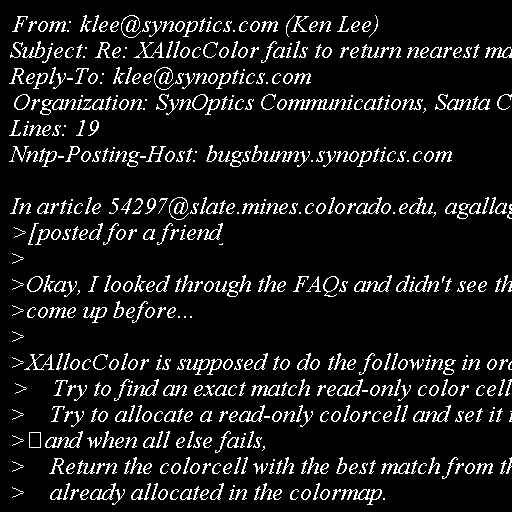 From: klee@synoptics.com (Ken Lee)
Subject: Re: XAllocColor fails to return nearest
Reply-To: klee@synoptics.com
Organization: SynOptics Communications, Santa
Lines: 19
Nntp-Posting-Host: bugsbunny.synoptics.com
In article 54297@slate.mines.colorado.edu,
>[posted for a friend]
>
>Okay, I looked through the FAQs and didn't see
>come up before...
>
>XAllocColor is supposed to do the following in
> Try to find an exact match read-only color cell
> Try to allocate a read-only colorcell and set it
>and when all else fails,
> Return the colorcell with the best match from
> already allocated in the colormap.